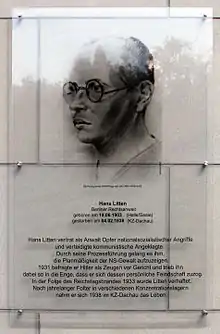 Hans Litten
Berliner Rechtsanwalt
geboren am 19.06.1903 (Halle/Saale)
gestorben am 04.02.1938 (KZ-Dachau)
Hans Litten vertrat als Anwalt Opfer nationalsozialistischer Angriffe
und verteidigte kommunistische Angeklagte.
Durch seine Prozessführung gelang es ihm,
die Planmäßigkeit der NS-Gewalt aufzuzeigen.
1931 befragte er Hitler als Zeugen vor Gericht und trieb ihn
dabei so in die Enge, dass er sich dessen persönliche Feindschaft zuzog.
In der Folge des Reichstagsbrandes 1933 wurde Litten verhaftet.
Nach jahrelanger Folter in verschiedenen Konzentrationslagern
nahm er sich 1938 im KZ-Dachau das Leben.